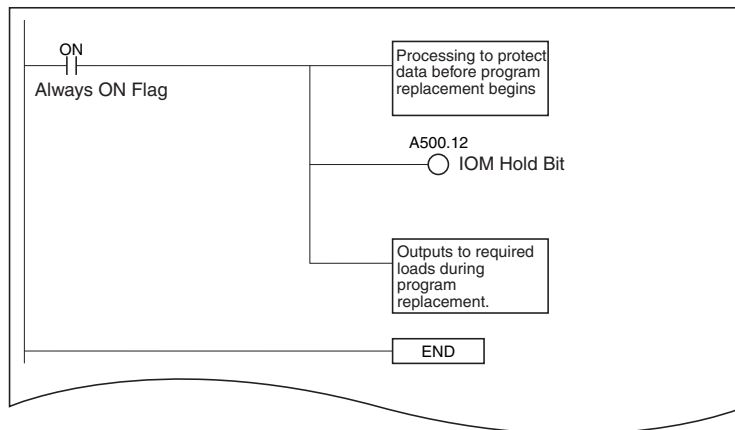 ON
Always ON Flag
Processing to protect
data before program
replacement begins
A500.12
IOM Hold Bit
Outputs to required
loads during
program
replacement.
END